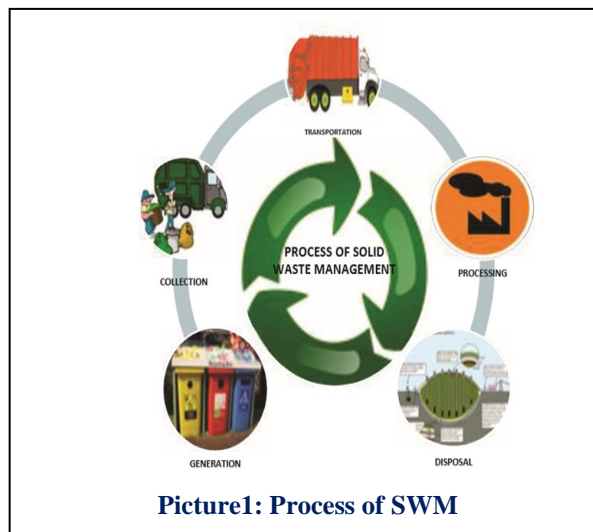 TRANSPORTATION
PROCESS OF SOLID
WASTE MANAGEMENT
COLLECTION
PROCESSING
GENERATION
DISPOSAL
Picture1: Process of SWM